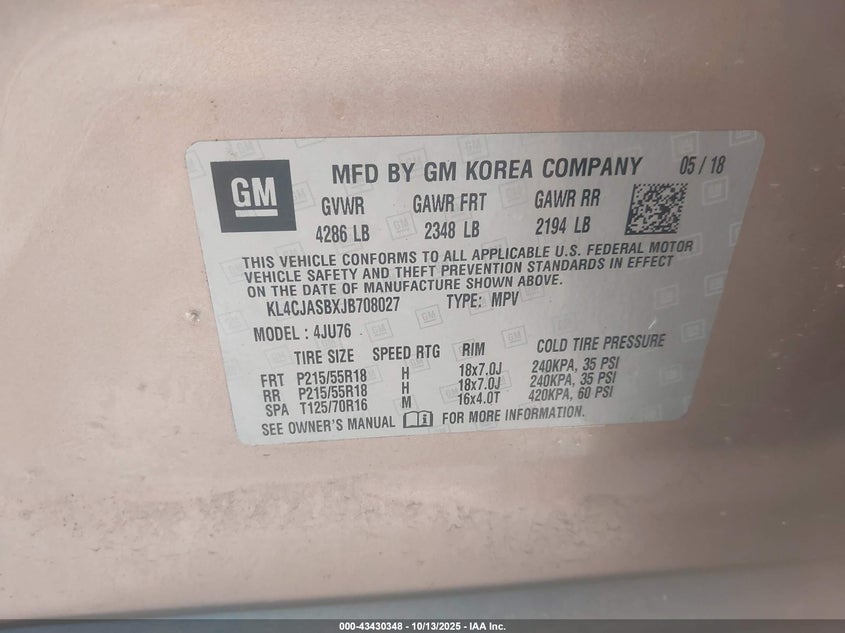 GM
MFD BY GM KOREA COMPANY 05 / 18
GVWR GAWR FRT GAWR RR
4286 LB 2348 LB 2194 LB
THIS VEHICLE CONFORMS TO ALL APPLICABLE U.S. FEDERAL MOTOR
VEHICLE SAFETY AND THEFT PREVENTION STANDARDS IN EFFECT
ON THE DATE OF MANUFACTURE SHOWN ABOVE.
KL4CJASBXJB708027 TYPE: MPV
MODEL : 4JU76
TIRE SIZE SPEED RTG RIM COLD TIRE PRESSURE
FRT P215/55R18 H 18x7.0J 240KPA, 35 PSI
RR P215/55R18 H 18x7.0J 240KPA, 35 PSI
SPA T125/70R16 M 16x4.0T 420KPA, 60 PSI
SEE OWNER'S MANUAL FOR MORE INFORMATION.
000-43430348 - 10/13/2025 - IAA Inc.